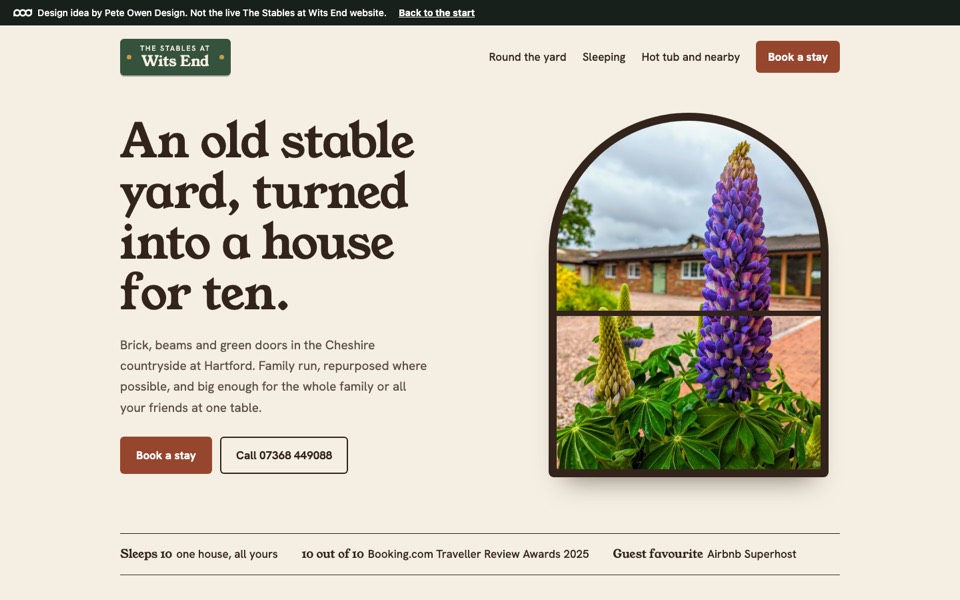 Design idea by Pete Owen Design. Not the live The Stables at Wits End website. Back to the start
THE STABLES AT
Wits End
Round the yard Sleeping Hot tub and nearby Book a stay
An old stable
yard, turned
into a house
for ten.
Brick, beams and green doors in the Cheshire
countryside at Hartford. Family run, repurposed where
possible, and big enough for the whole family or all
your friends at one table.
Book a stay Call 07368 449088
Sleeps 10 one house, all yours 10 out of 10 Booking.com Traveller Review Awards 2025 Guest favourite Airbnb Superhost